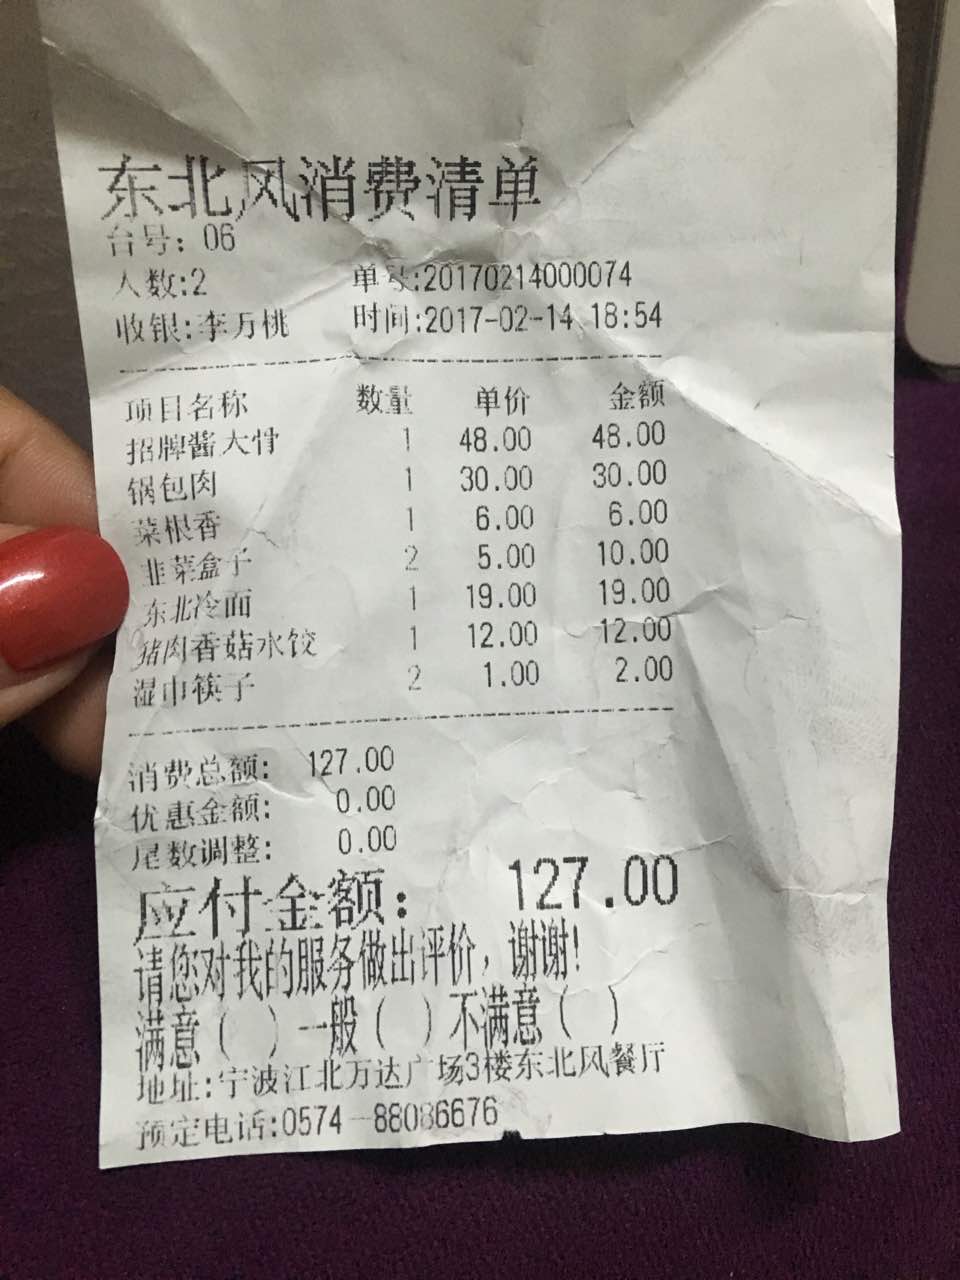 东北风消费清单
台号: 06
人数:2 单号:20170214000074
收银:李万桃 时间:2017-02-14 18:54
项目名称 数量 单价 金额
招牌酱大骨 1 48.00 48.00
锅包肉 1 30.00 30.00
菜根香 1 6.00 6.00
韭菜盒子 2 5.00 10.00
东北冷面 1 19.00 19.00
猪肉香菇水饺 1 12.00 12.00
湿巾筷子 2 1.00 2.00
消费总额: 127.00
优惠金额: 0.00
尾数调整: 0.00
应付金额: 127.00
请您对我的服务做出评价，谢谢!
满意( )一般( )不满意( )
地址:宁波江北万达广场3楼东北风餐厅
预定电话:0574-88086676